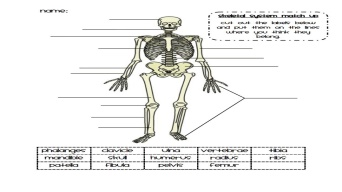 name:
skeletal system match up
cut out the labels below
and put them on the lines
where you think they
belong.
phalanges clavicle ulna vertebrae tibia
mandible skull humerus radius ribs
patella fibula pelvis femur